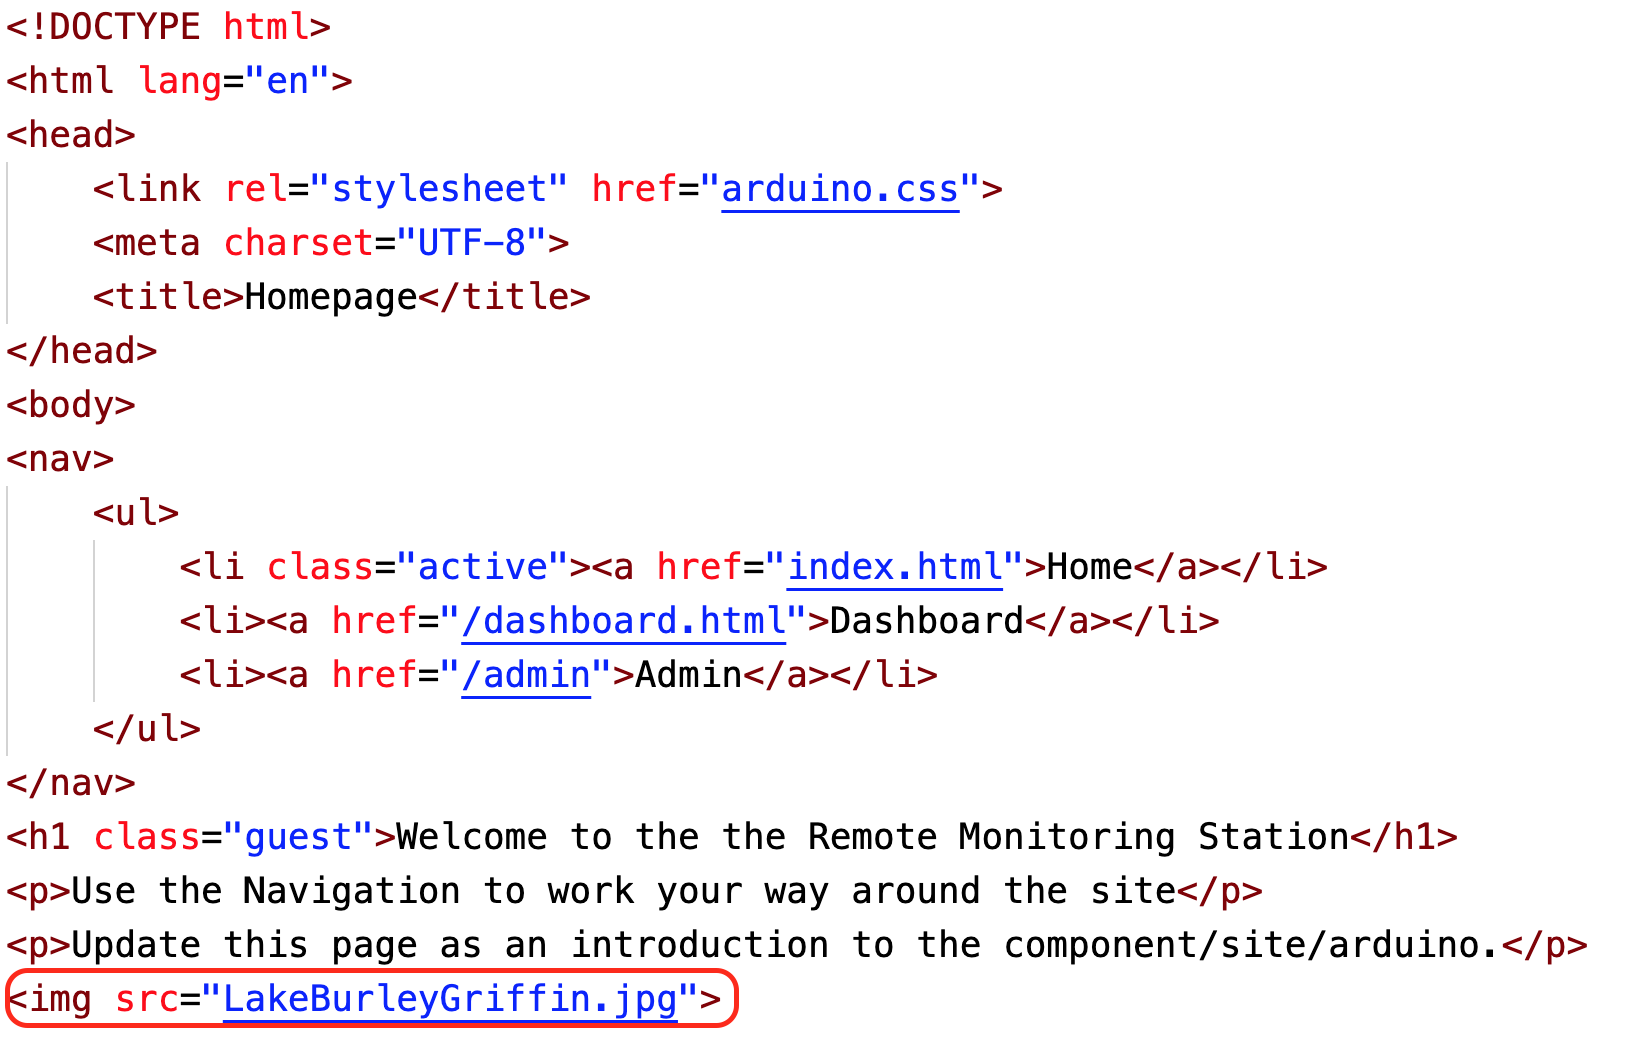 <!DOCTYPE html>
<html lang="en">
<head>
    <link rel="stylesheet" href="arduino.css">
    <meta charset="UTF-8">
    <title>Homepage</title>
</head>
<body>
<nav>
    <ul>
        <li class="active"><a href="index.html">Home</a></li>
        <li><a href="/dashboard.html">Dashboard</a></li>
        <li><a href="/admin">Admin</a></li>
    </ul>
</nav>
<h1 class="guest">Welcome to the the Remote Monitoring Station</h1>
<p>Use the Navigation to work your way around the site</p>
<p>Update this page as an introduction to the component/site/arduino.</p>
<img src="LakeBurleyGriffin.jpg">